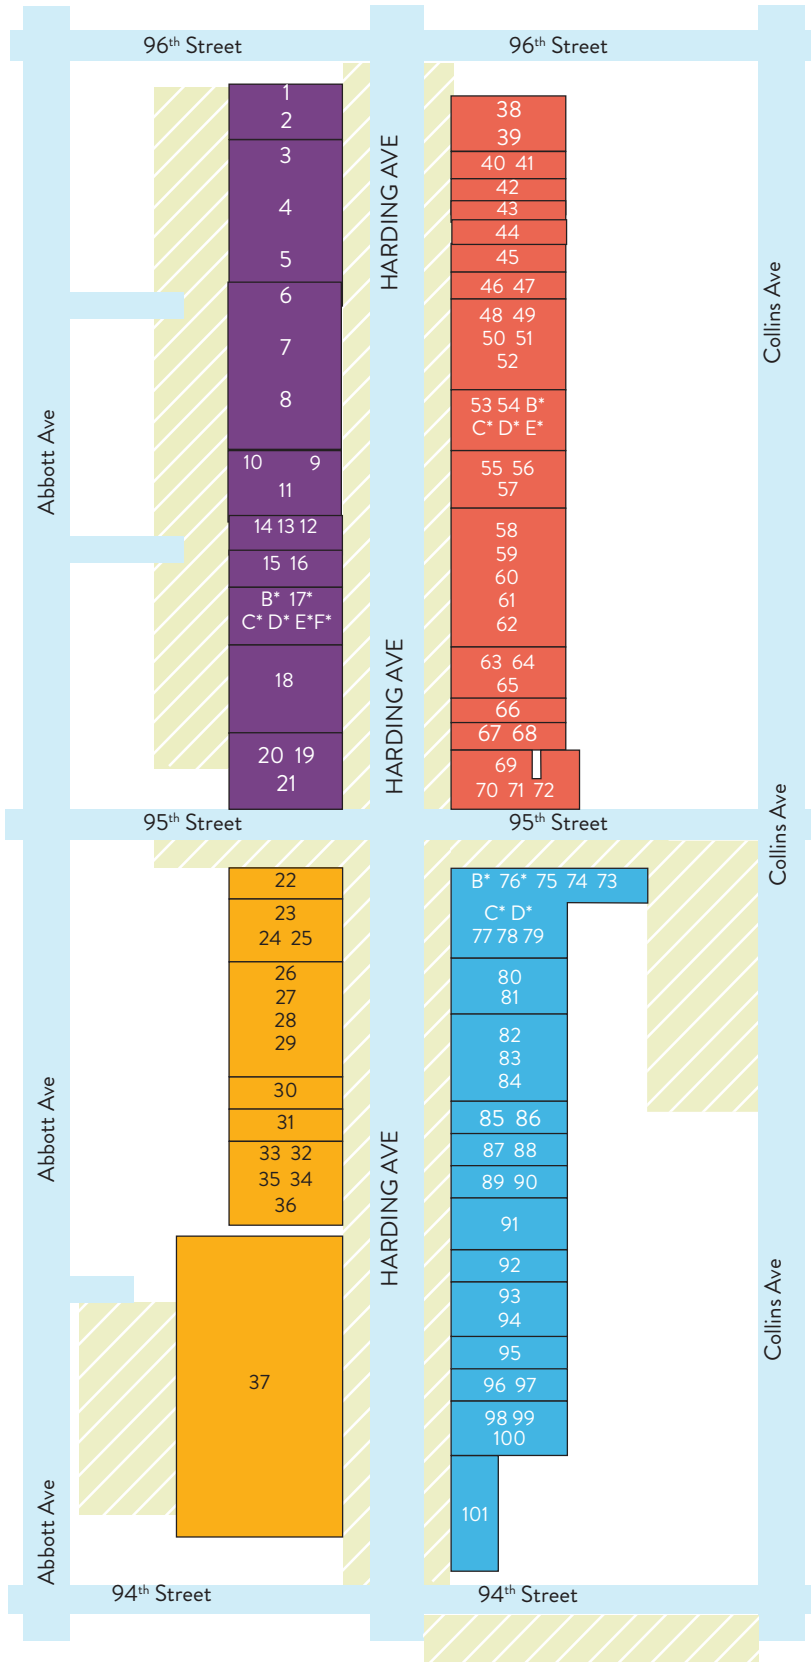 96th Street
96th Street
HARDING AVE
1
2
3
4
5
6
7
8
10 9
11
14 13 12
15 16
B* 17*
C* D* E*F*
18
20 19
21
38
39
40 41
42
43
44
45
46 47
48 49
50 51
52
53 54 B*
C* D* E*
55 56
57
58
59
60
61
62
63 64
65
66
67 68
69
70 71 72
Abbott Ave
Collins Ave
HARDING AVE
95th Street
95th Street
Collins Ave
22
23
24 25
26
27
28
29
30
31
33 32
35 34
36
37
B* 76* 75 74 73
C* D*
77 78 79
80
81
82
83
84
85 86
87 88
89 90
91
92
93
94
95
96 97
98 99
100
101
Abbott Ave
HARDING AVE
Collins Ave
Abbott Ave
94th Street
94th Street